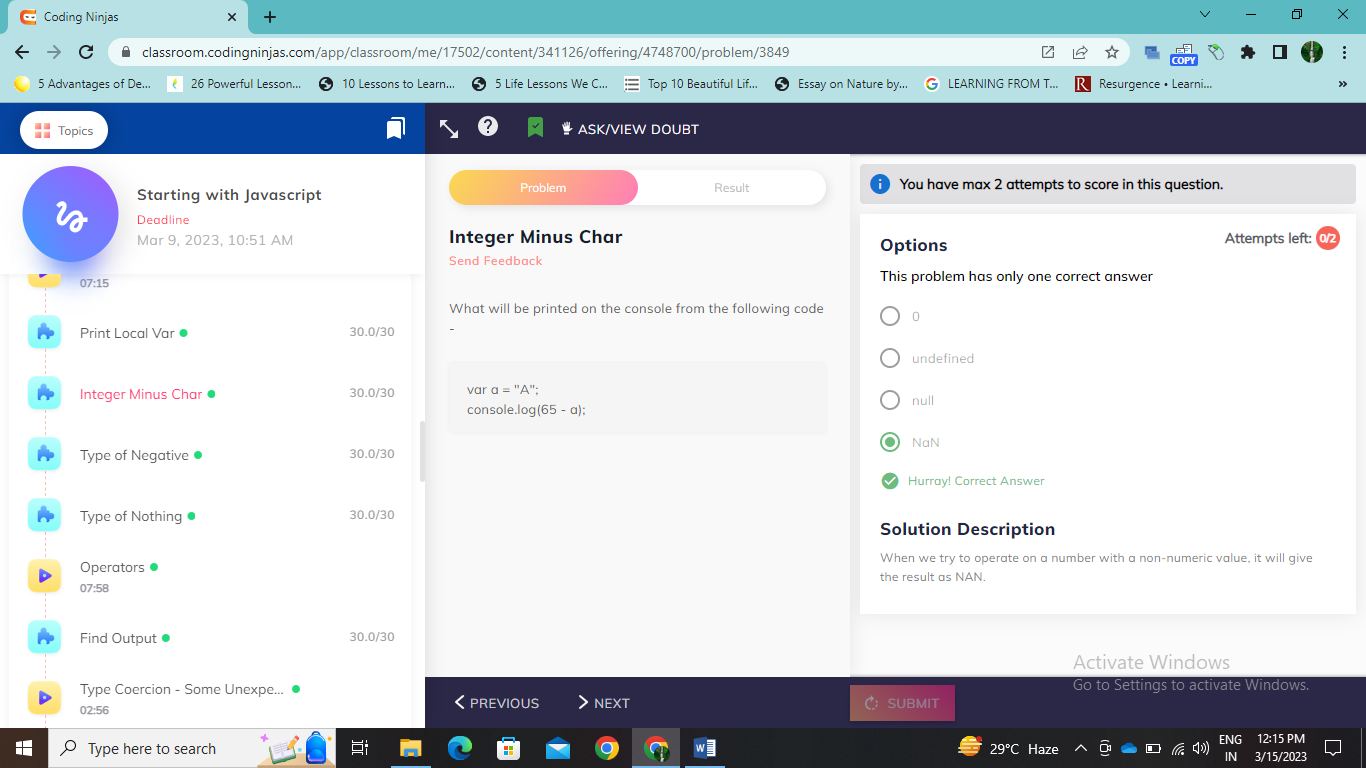 Coding Ninjas
classroom.codingninjas.com/app/classroom/me/17502/content/341126/offering/4748700/problem/3849
COPY
5 Advantages of De...
26 Powerful Lesson...
10 Lessons to Learn...
5 Life Lessons We C...
Top 10 Beautiful Lif...
Essay on Nature by...
LEARNING FROM T...
Resurgence • Learni...
»
Topics
Starting with Javascript
Deadline
Mar 9, 2023, 10:51 AM
07:15
Print Local Var
30.0/30
Integer Minus Char
30.0/30
Type of Negative
30.0/30
Type of Nothing
30.0/30
Operators
07:58
Find Output
30.0/30
Type Coercion - Some Unexpe...
02:56
ASK/VIEW DOUBT
Problem
Result
Integer Minus Char
Send Feedback
What will be printed on the console from the following code
-
var a = "A";
console.log(65 - a);
PREVIOUS
NEXT
You have max 2 attempts to score in this question.
Options
Attempts left: 0/2
This problem has only one correct answer
0
undefined
null
NaN
Hurray! Correct Answer
Solution Description
When we try to operate on a number with a non-numeric value, it will give
the result as NAN.
Activate Windows
Go to Settings to activate Windows.
SUBMIT
Type here to search
29°C Haze
ENG
IN
12:15 PM
3/15/2023